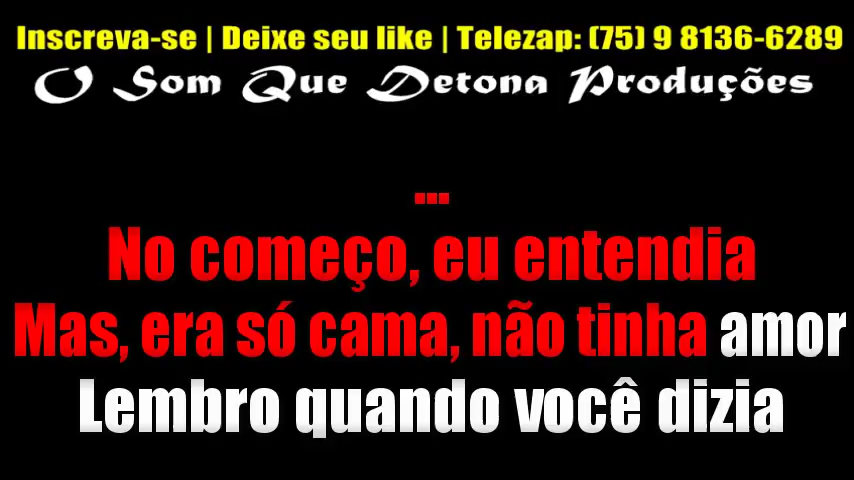 Inscreva-se | Deixe seu like | Telezap: (75) 9 8136-6289
O Som Que Detona Produções
...
No começo, eu entendia
Mas, era só cama, não tinha amor
Lembro quando você dizia